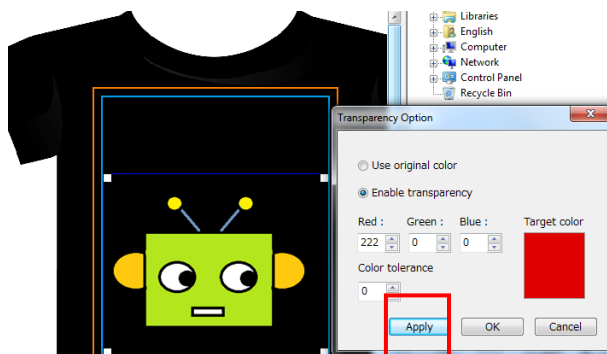 Libraries
English
Computer
Network
Control Panel
Recycle Bin
Transparency Option
Use original color
Enable transparency
Red : Green : Blue : Target color
222 0 0
Color tolerance
0
Apply OK Cancel